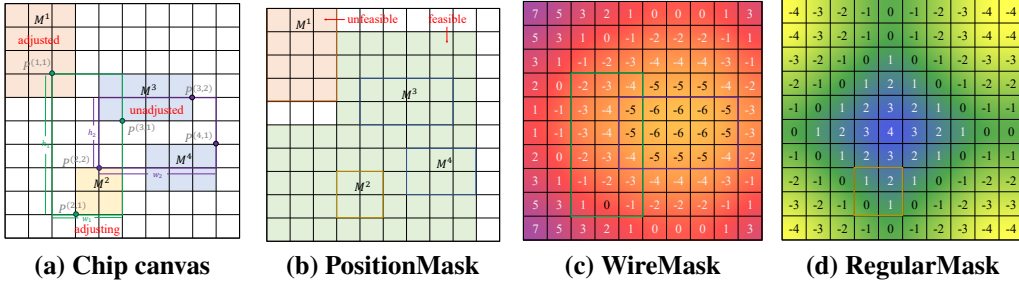 M¹
adjusted
P⁽¹,¹⁾
M³
P⁽³,²⁾
unadjusted
h₂
P⁽³,¹⁾
P⁽⁴,¹⁾
P⁽²,²⁾
M⁴
w₂
M²
P⁽²,¹⁾
w₁
adjusting
(a) Chip canvas
M¹ unfeasible feasible
M³
M⁴
M²
(b) PositionMask
7 5 3 2 1 0 0 0 1 3
5 3 1 0 -1 -2 -2 -2 -1 1
3 1 -1 -2 -3 -4 -4 -4 -3 -1
2 0 -2 -3 -4 -5 -5 -5 -4 -2
1 -1 -3 -4 -5 -6 -6 -6 -5 -3
1 -1 -3 -4 -5 -6 -6 -6 -5 -3
2 0 -2 -3 -4 -5 -5 -5 -4 -2
3 1 -1 -2 -3 -4 -4 -4 -3 -1
5 3 1 0 -1 -2 -2 -2 -1 1
7 5 3 2 1 0 0 0 1 3
(c) WireMask
-4 -3 -2 -1 0 -1 -2 -3 -4 -4
-4 -3 -2 -1 0 -1 -2 -3 -4 -4
-3 -2 -1 0 1 0 -1 -2 -3 -4
-2 -1 0 1 2 1 0 -1 -2 -3
-1 0 1 2 3 2 1 0 -1 -2
0 1 2 3 4 3 2 1 0 -1
-1 0 1 2 3 2 1 0 -1 -2
-2 -1 0 1 2 1 0 -1 -2 -3
-3 -2 -1 0 1 0 -1 -2 -3 -4
-4 -3 -2 -1 0 -1 -2 -3 -4 -4
(d) RegularMask